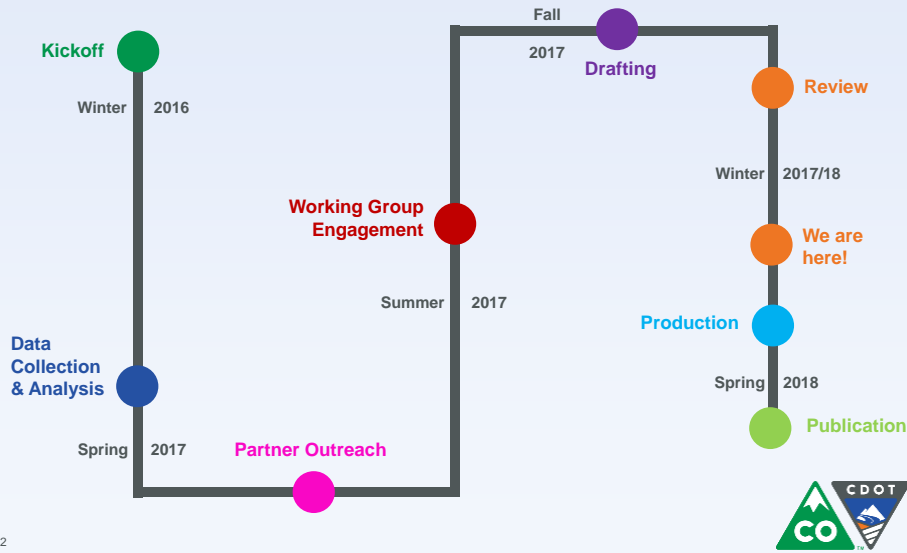 Kickoff
Winter 2016
Data
Collection
& Analysis
Spring 2017
Partner Outreach
Working Group
Engagement
Summer 2017
Fall
2017
Drafting
Review
Winter 2017/18
We are
here!
Production
Spring 2018
Publication
2
CO
CDOT
TM